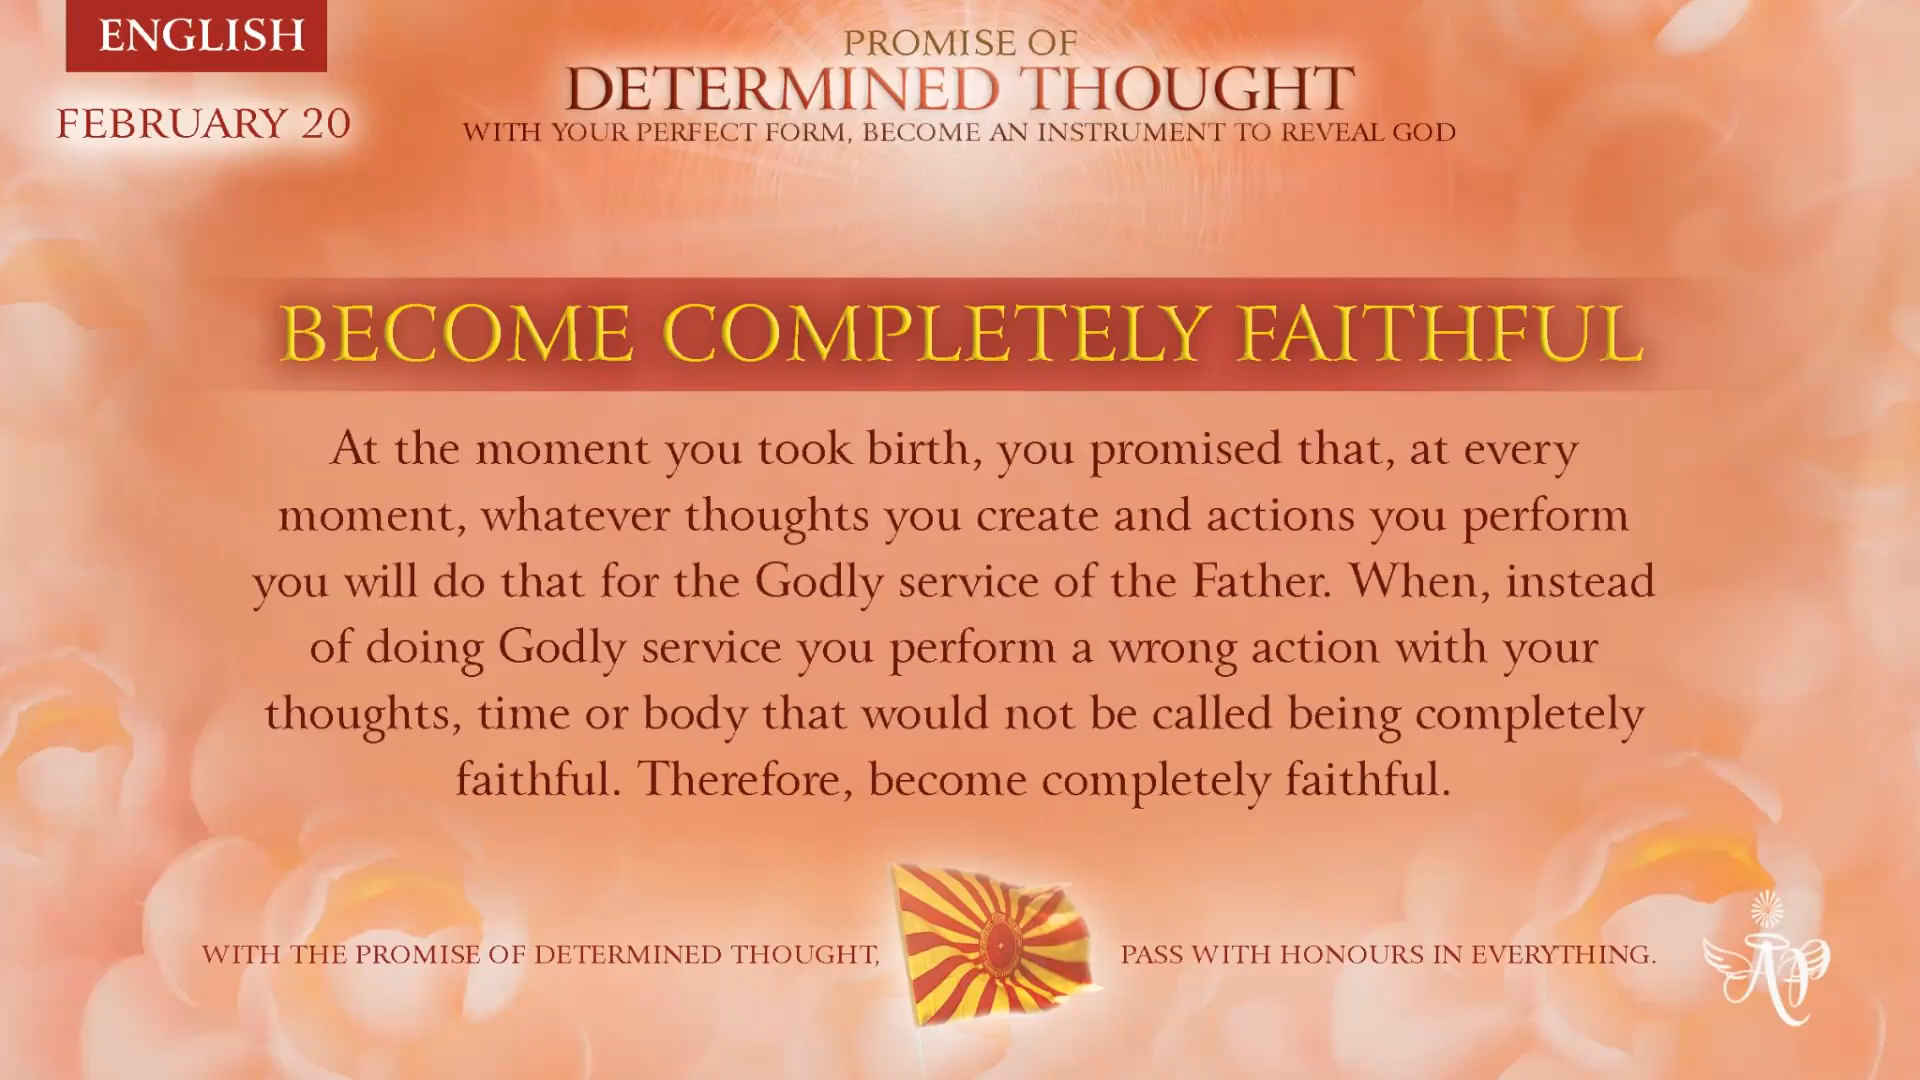 ENGLISH
FEBRUARY 20
PROMISE OF
DETERMINED THOUGHT
WITH YOUR PERFECT FORM, BECOME AN INSTRUMENT TO REVEAL GOD
BECOME COMPLETELY FAITHFUL
At the moment you took birth, you promised that, at every
moment, whatever thoughts you create and actions you perform
you will do that for the Godly service of the Father. When, instead
of doing Godly service you perform a wrong action with your
thoughts, time or body that would not be called being completely
faithful. Therefore, become completely faithful.
WITH THE PROMISE OF DETERMINED THOUGHT,
PASS WITH HONOURS IN EVERYTHING.